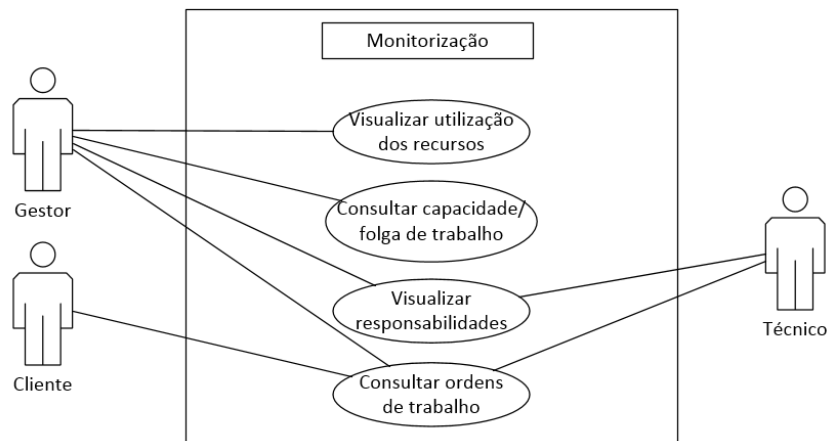 Monitorização
Visualizar utilização
dos recursos
Gestor
Consultar capacidade/
folga de trabalho
Visualizar
responsabilidades
Técnico
Cliente
Consultar ordens
de trabalho